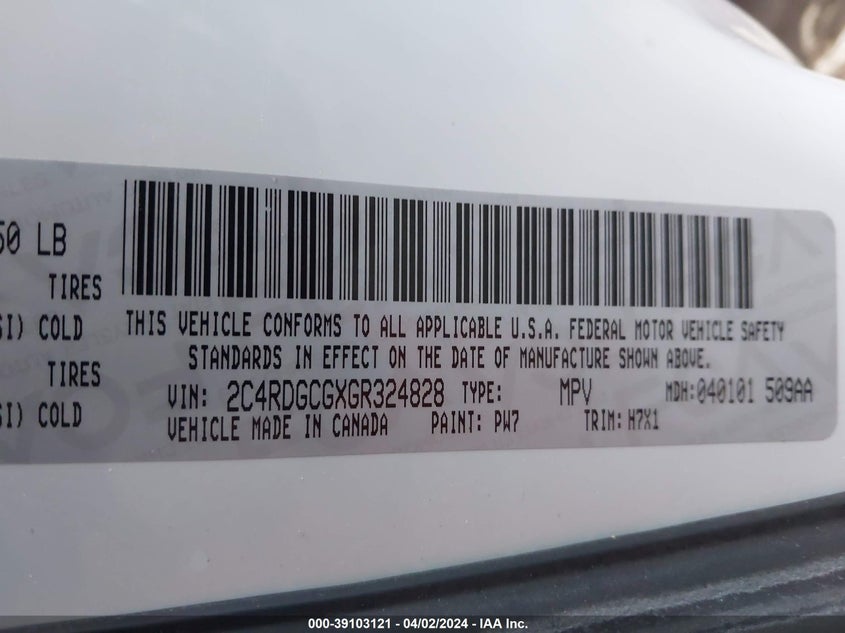 50 LB
TIRES
SI) COLD
TIRES
SI) COLD
THIS VEHICLE CONFORMS TO ALL APPLICABLE U.S.A. FEDERAL MOTOR VEHICLE SAFETY
STANDARDS IN EFFECT ON THE DATE OF MANUFACTURE SHOWN ABOVE.
VIN: 2C4RDGCGXGR324828 TYPE: MPV MDH:040101 509AA
VEHICLE MADE IN CANADA PAINT: PW7 TRIM: H7X1
000-39103121 - 04/02/2024 - IAA Inc.